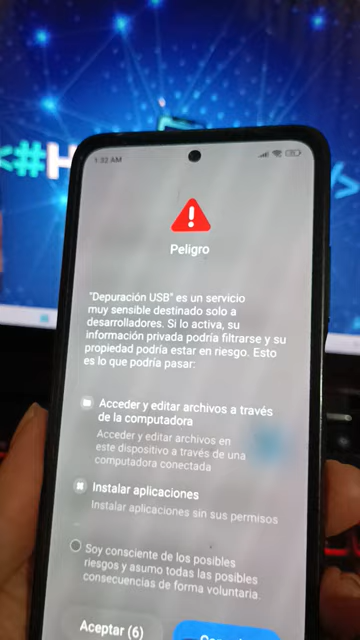 <#H
/>
1:32 AM
Peligro
"Depuración USB" es un servicio
muy sensible destinado solo a
desarrolladores. Si lo activa, su
información privada podría filtrarse y su
propiedad podría estar en riesgo. Esto
es lo que podría pasar:
Acceder y editar archivos a través
de la computadora
Acceder y editar archivos en
este dispositivo a través de una
computadora conectada
Instalar aplicaciones
Instalar aplicaciones sin sus permisos
Soy consciente de los posibles
riesgos y asumo todas las posibles
consecuencias de forma voluntaria.
Aceptar (6)